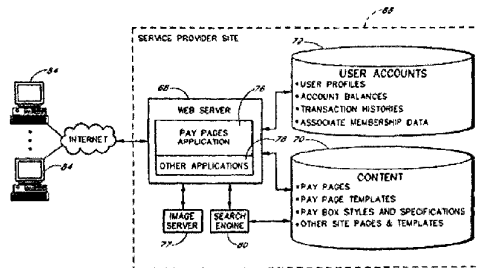 88
SERVICE PROVIDER SITE
84
72
USER ACCOUNTS
•USER PROFILES
•ACCOUNT BALANCES
•TRANSACTION HISTORIES
•ASSOCIATE MEMBERSHIP DATA
68
76
WEB SERVER
PAY PAGES
APPLICATION
78
OTHER APPLICATIONS
INTERNET
84
70
CONTENT
•PAY PAGES
•PAY PAGE TEMPLATES
•PAY BOX STYLES AND SPECIFICATIONS
•OTHER SITE PAGES & TEMPLATES
IMAGE
SERVER
77
SEARCH
ENGINE
80